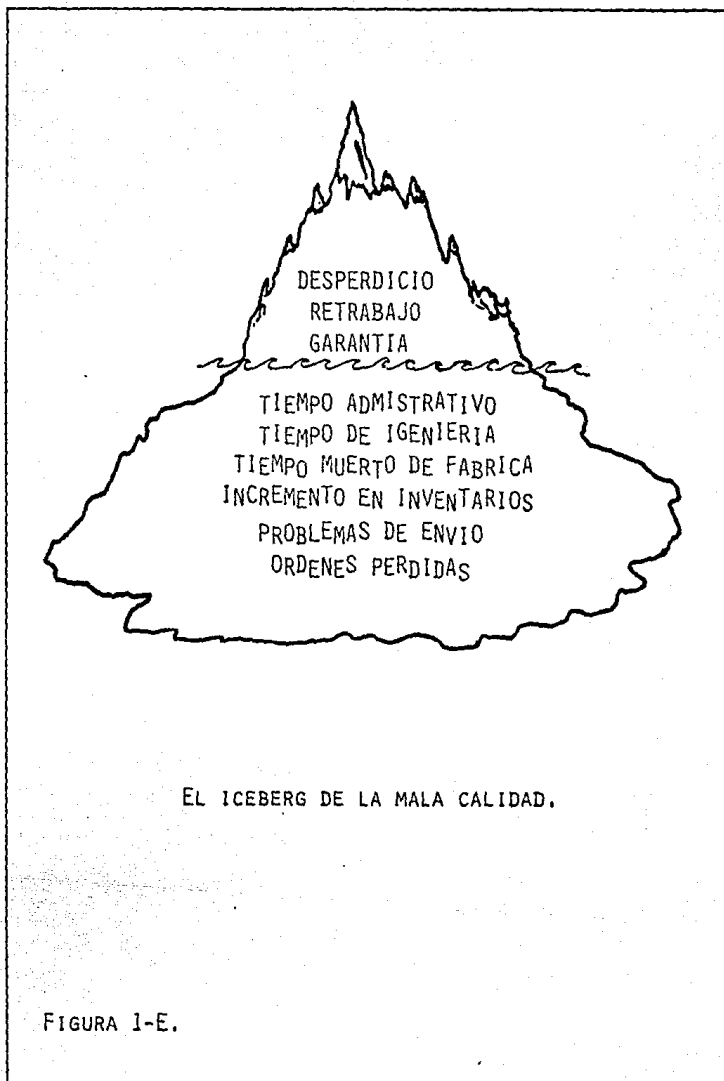 DESPERDICIO
RETRABAJO
GARANTIA
TIEMPO ADMISTRATIVO
TIEMPO DE IGENIERIA
TIEMPO MUERTO DE FABRICA
INCREMENTO EN INVENTARIOS
PROBLEMAS DE ENVIO
ORDENES PERDIDAS
EL ICEBERG DE LA MALA CALIDAD.
FIGURA I-E.